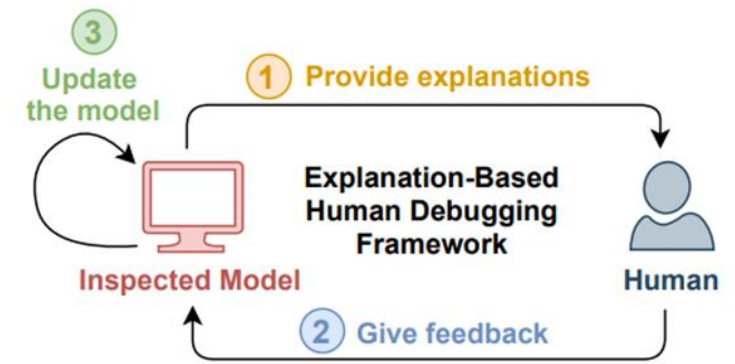 3
Update
the model
1 Provide explanations
Explanation-Based
Human Debugging
Framework
Inspected Model
Human
2 Give feedback